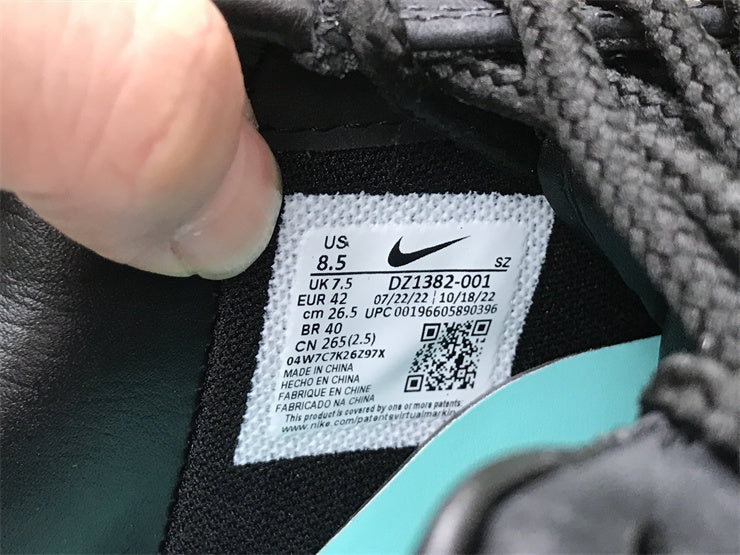 US
8.5
SZ
UK 7.5 DZ1382-001
EUR 42 07/22/22 10/18/22
cm 26.5 UPC 00196605890396
BR 40
CN 265(2.5)
04W7C7K26Z97X
MADE IN CHINA
HECHO EN CHINA
FABRIQUE EN CHINE
FABRICADO NA CHINA
This product is covered by one or more patents:
www.nike.com/patentsvirtualmarkin